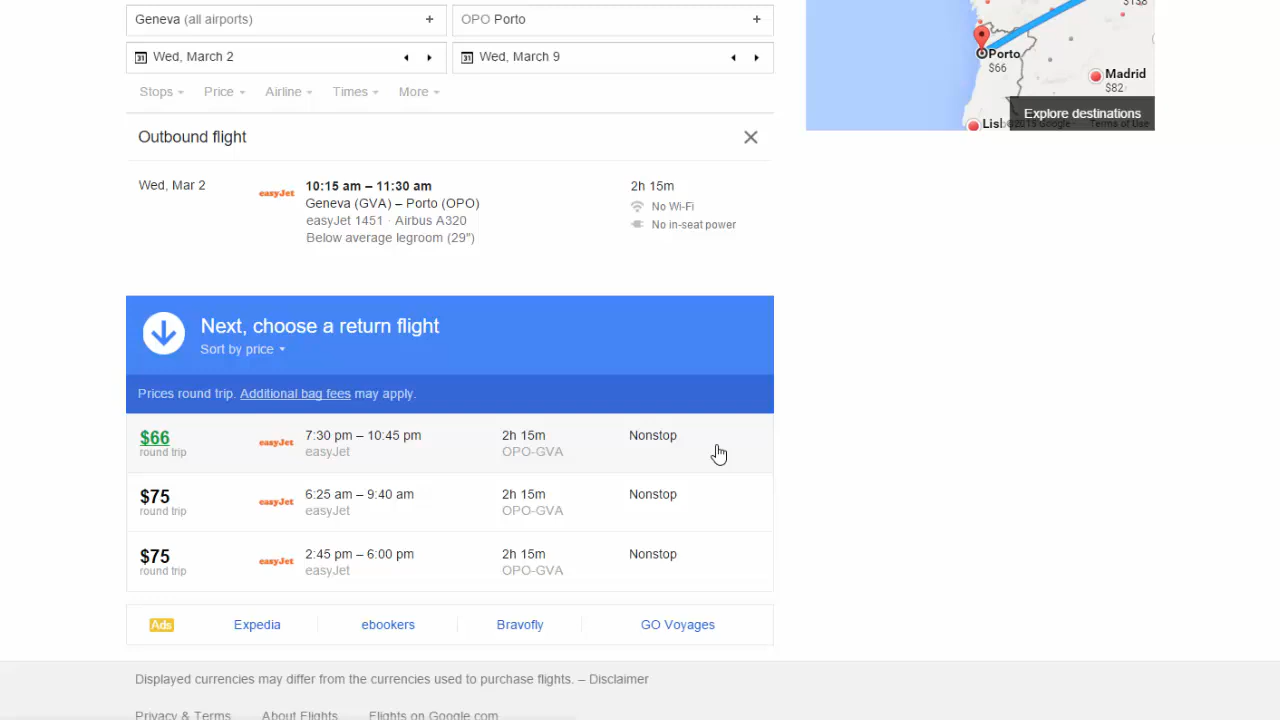 Geneva (all airports) +
OPO Porto +
31 Wed, March 2
31 Wed, March 9
Stops Price Airline Times More
Outbound flight
Wed, Mar 2
easyJet
10:15 am – 11:30 am
Geneva (GVA) – Porto (OPO)
easyJet 1451 · Airbus A320
Below average legroom (29")
2h 15m
No Wi-Fi
No in-seat power
Next, choose a return flight
Sort by price
Prices round trip. Additional bag fees may apply.
$66 easyJet 7:30 pm – 10:45 pm 2h 15m Nonstop
round trip easyJet OPO-GVA
$75 easyJet 6:25 am – 9:40 am 2h 15m Nonstop
round trip easyJet OPO-GVA
$75 easyJet 2:45 pm – 6:00 pm 2h 15m Nonstop
round trip easyJet OPO-GVA
Ads Expedia ebookers Bravofly GO Voyages
Displayed currencies may differ from the currencies used to purchase flights. – Disclaimer
Privacy & Terms About Flights Flights on Google.com
Porto
$66
Madrid
$82
Explore destinations
©2015 Google Terms of Use